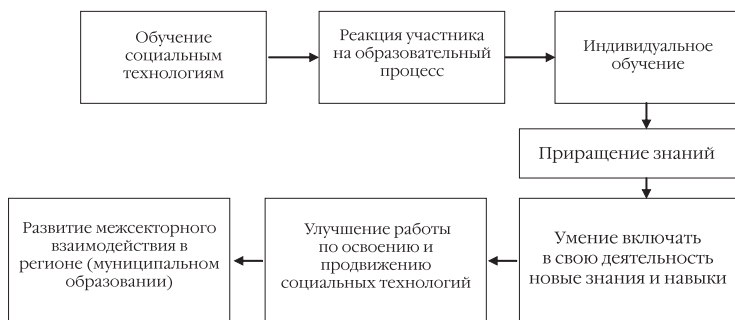 Обучение
социальным
технологиям
Реакция участника
на образовательный
процесс
Индивидуальное
обучение
Приращение знаний
Умение включать
в свою деятельность
новые знания и навыки
Улучшение работы
по освоению и
продвижению
социальных технологий
Развитие межсекторного
взаимодействия в
регионе (муниципальном
образовании)